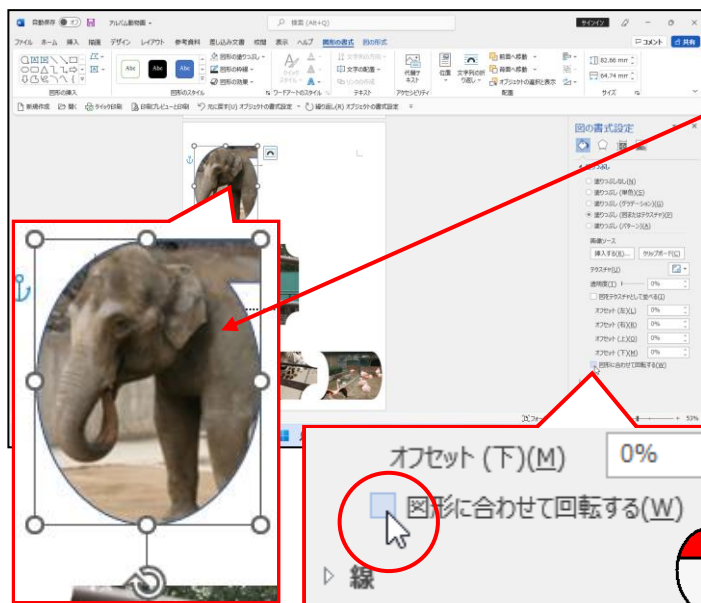 自動保存 アルバム動物園
検索 (Alt+Q)
サインイン
ファイル ホーム 挿入 描画 デザイン レイアウト 参考資料 差し込み文書 校閲 表示 ヘルプ 図形の書式 図の形式
コメント 共有
Abc Abc Abc
図形の塗りつぶし
図形の枠線
図形の効果
文字の配置
代替テキスト
位置
前面へ移動
背面へ移動
オブジェクトの選択と表示
82.66 mm
64.74 mm
図形の挿入 図形のスタイル ワードアートのスタイル テキスト アクセシビリティ 配置 サイズ
新規作成 開く クイック印刷 印刷プレビューと印刷 元に戻す(U) オブジェクトの書式設定 繰り返し(R) オブジェクトの書式設定
図の書式設定
塗りつぶしなし(N)
塗りつぶし (単色)(S)
塗りつぶし (グラデーション)(G)
塗りつぶし (図またはテクスチャ)(P)
塗りつぶし (パターン)(A)
画像ソース
挿入する(R)... クリップボード(C)
テクスチャ(U)
透明度(T) 0%
図をテクスチャとして並べる(I)
オフセット (左)(L) 0%
オフセット (右)(R) 0%
オフセット (上)(O) 0%
オフセット (下)(M) 0%
図形に合わせて回転する(W)
53%
オフセット (下)(M) 0%
図形に合わせて回転する(W)
線